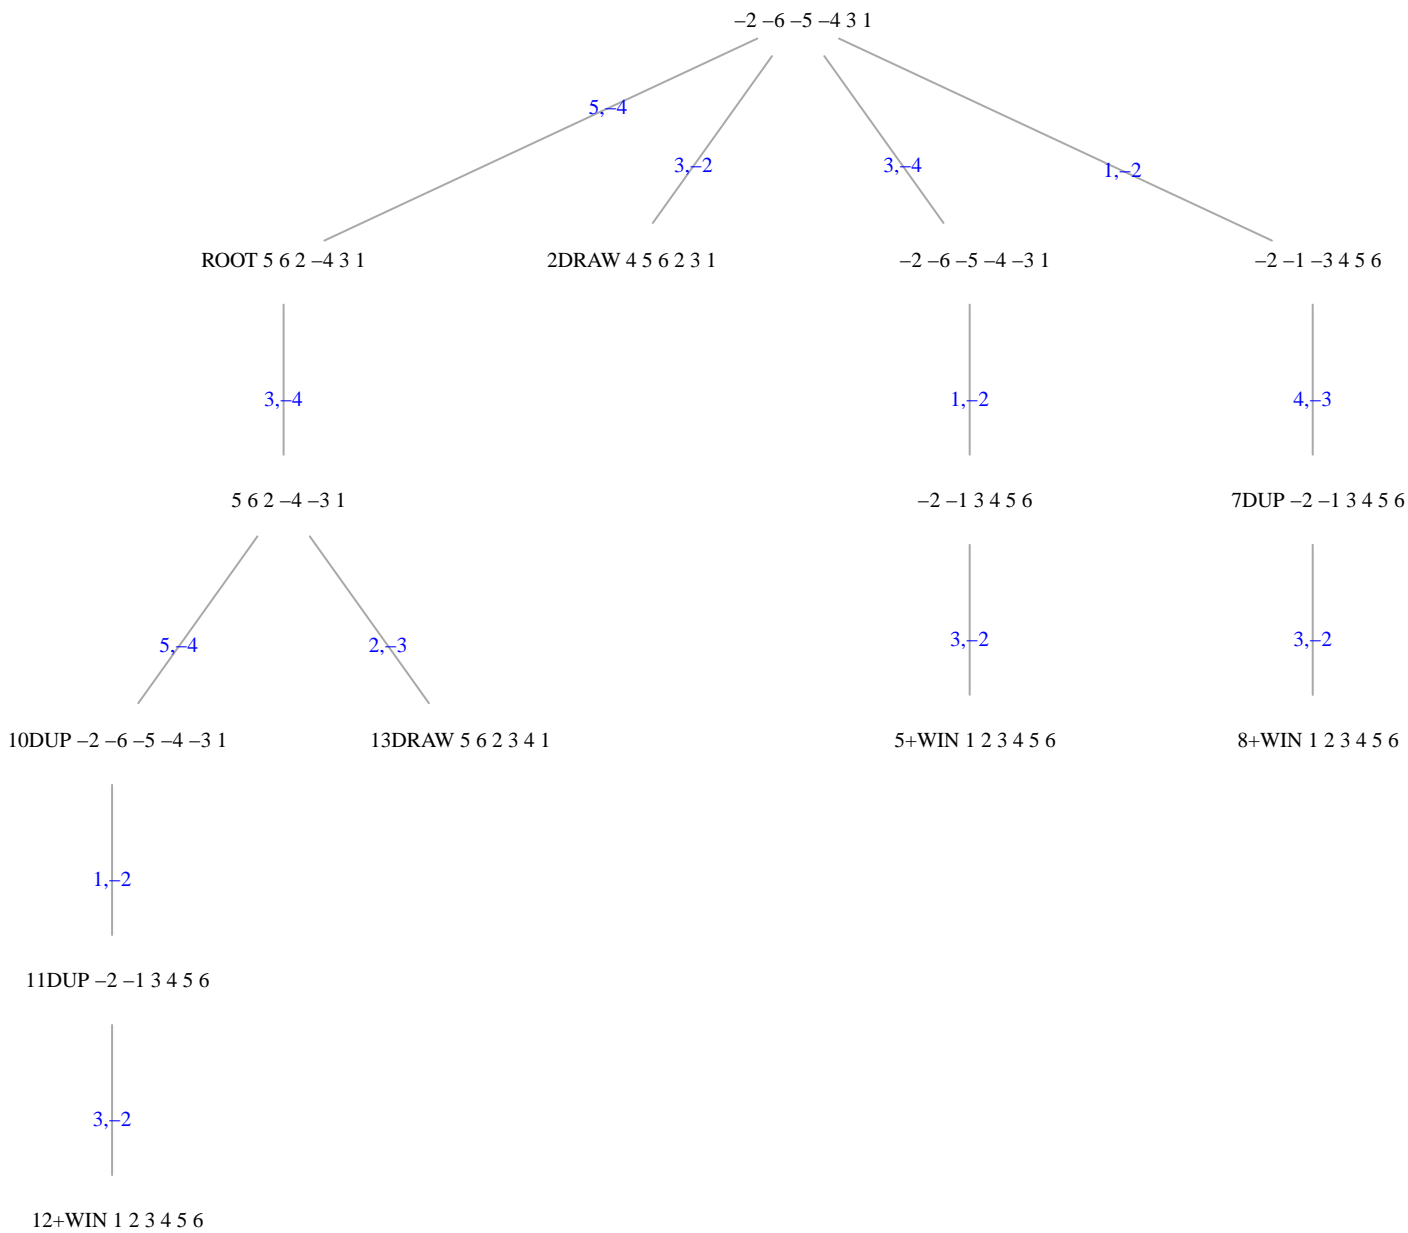 −2 −6 −5 −4 3 1
5,−4
3,−2
3,−4
1,−2
ROOT 5 6 2 −4 3 1
2DRAW 4 5 6 2 3 1
−2 −6 −5 −4 −3 1
−2 −1 −3 4 5 6
3,−4
1,−2
4,−3
5 6 2 −4 −3 1
−2 −1 3 4 5 6
7DUP −2 −1 3 4 5 6
5,−4
2,−3
3,−2
3,−2
10DUP −2 −6 −5 −4 −3 1
13DRAW 5 6 2 3 4 1
5+WIN 1 2 3 4 5 6
8+WIN 1 2 3 4 5 6
1,−2
11DUP −2 −1 3 4 5 6
3,−2
12+WIN 1 2 3 4 5 6